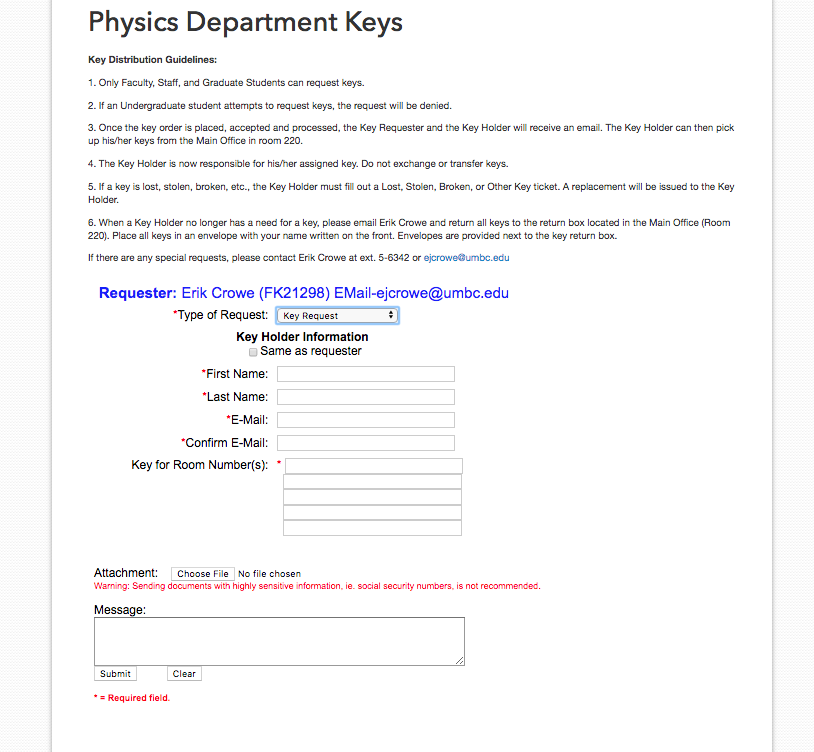 Physics Department Keys
Key Distribution Guidelines:
1. Only Faculty, Staff, and Graduate Students can request keys.
2. If an Undergraduate student attempts to request keys, the request will be denied.
3. Once the key order is placed, accepted and processed, the Key Requester and the Key Holder will receive an email. The Key Holder can then pick
up his/her keys from the Main Office in room 220.
4. The Key Holder is now responsible for his/her assigned key. Do not exchange or transfer keys.
5. If a key is lost, stolen, broken, etc., the Key Holder must fill out a Lost, Stolen, Broken, or Other Key ticket. A replacement will be issued to the Key
Holder.
6. When a Key Holder no longer has a need for a key, please email Erik Crowe and return all keys to the return box located in the Main Office (Room
220). Place all keys in an envelope with your name written on the front. Envelopes are provided next to the key return box.
If there are any special requests, please contact Erik Crowe at ext. 5-6342 or ejcrowe@umbc.edu
Requester: Erik Crowe (FK21298) EMail-ejcrowe@umbc.edu
*Type of Request: Key Request
Key Holder Information
Same as requester
*First Name:
*Last Name:
*E-Mail:
*Confirm E-Mail:
Key for Room Number(s): *
Attachment: Choose File No file chosen
Warning: Sending documents with highly sensitive information, ie. social security numbers, is not recommended.
Message:
Submit Clear
* = Required field.